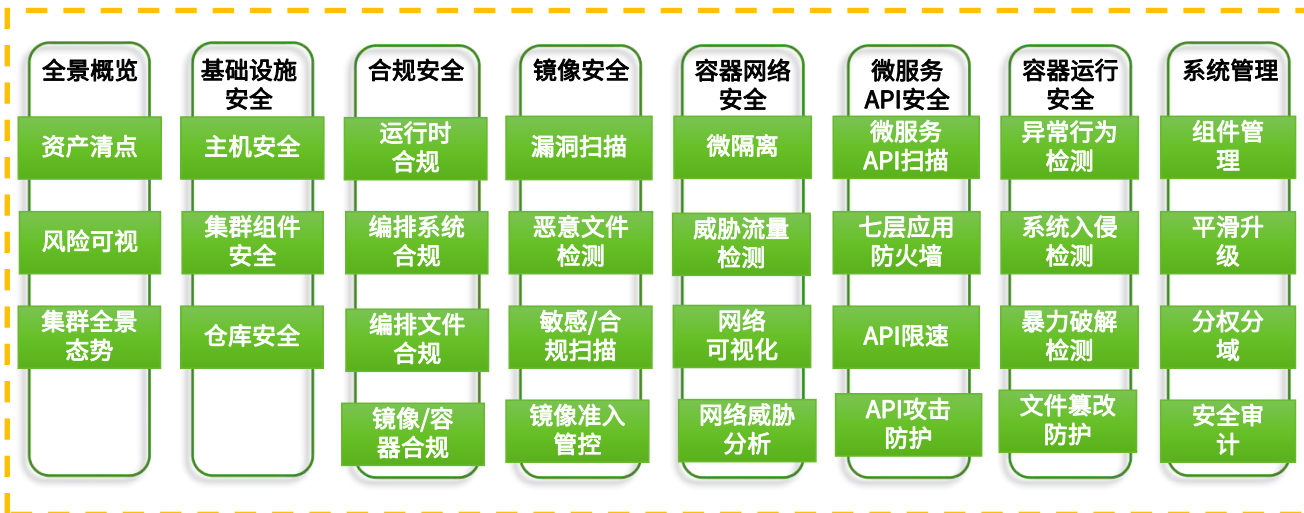 全景概览
资产清点
风险可视
集群全景
态势
基础设施
安全
主机安全
集群组件
安全
仓库安全
合规安全
运行时
合规
编排系统
合规
编排文件
合规
镜像/容
器合规
镜像安全
漏洞扫描
恶意文件
检测
敏感/合
规扫描
镜像准入
管控
容器网络
安全
微隔离
威胁流量
检测
网络
可视化
网络威胁
分析
微服务
API安全
微服务
API扫描
七层应用
防火墙
API限速
API攻击
防护
容器运行
安全
异常行为
检测
系统入侵
检测
暴力破解
检测
文件篡改
防护
系统管理
组件管
理
平滑升
级
分权分
域
安全审
计